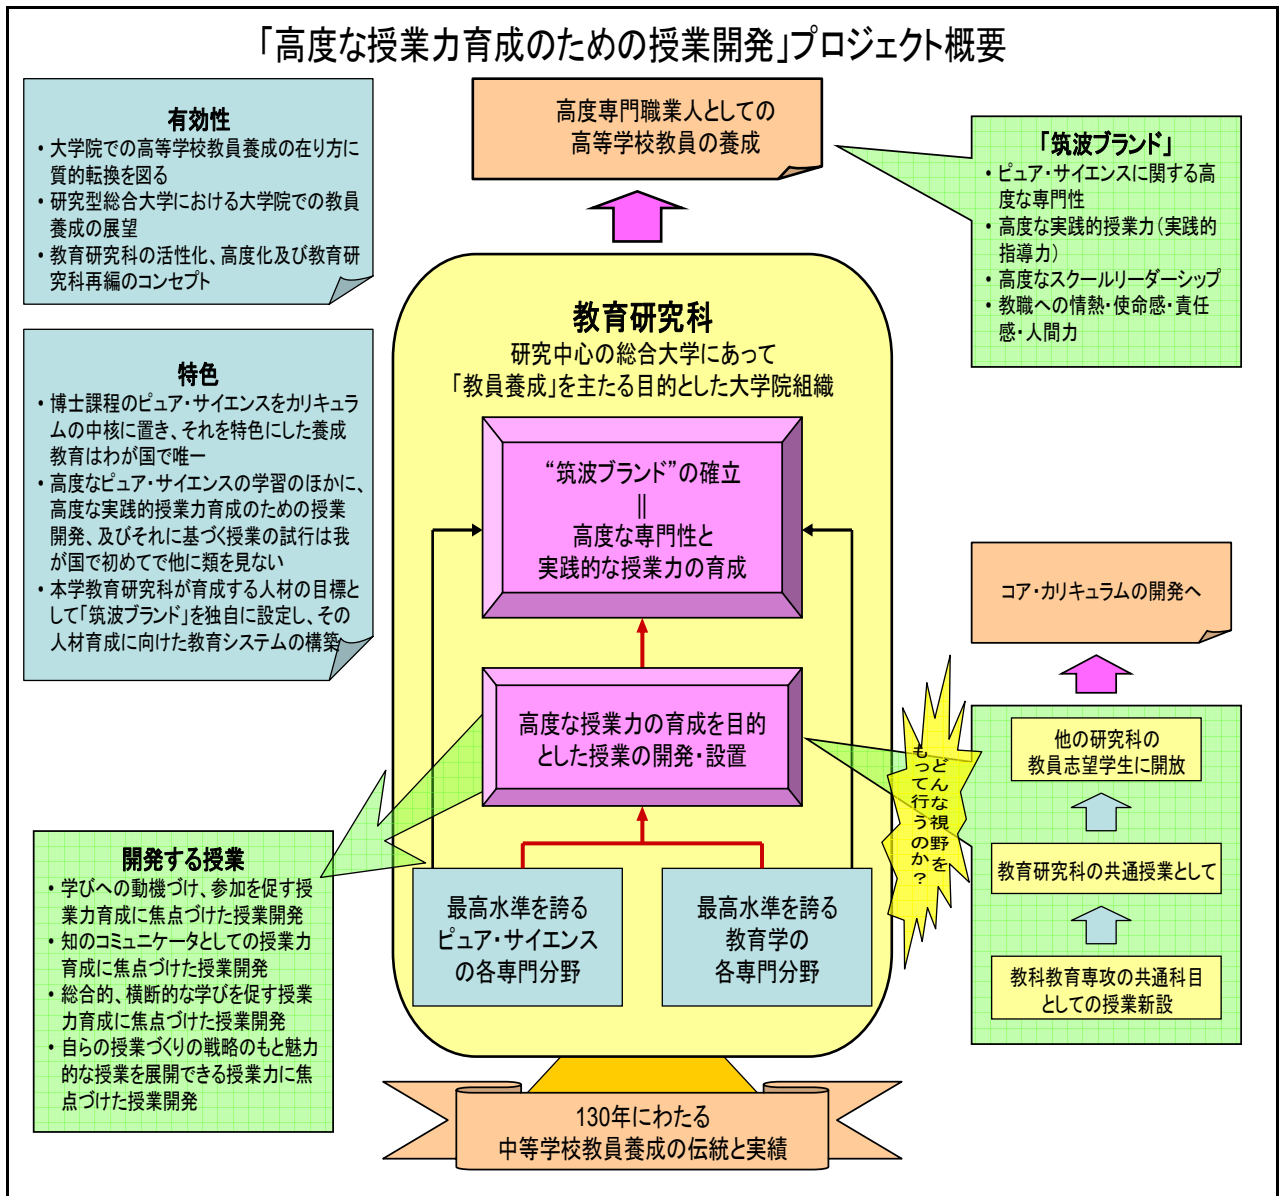 「高度な授業力育成のための授業開発」プロジェクト概要
有効性
・大学院での高等学校教員養成の在り方に
質的転換を図る
・研究型総合大学における大学院での教員
養成の展望
・教育研究科の活性化、高度化及び教育研
究科再編のコンセプト
特色
・博士課程のピュア・サイエンスをカリキュラ
ムの中核に置き、それを特色にした養成
教育はわが国で唯一
・高度なピュア・サイエンスの学習のほかに、
高度な実践的授業力育成のための授業
開発、及びそれに基づく授業の試行は我
が国で初めてで他に類を見ない
・本学教育研究科が育成する人材の目標と
して「筑波ブランド」を独自に設定し、その
人材育成に向けた教育システムの構築
開発する授業
・学びへの動機づけ、参加を促す授
業力育成に焦点づけた授業開発
・知のコミュニケータとしての授業力
育成に焦点づけた授業開発
・総合的、横断的な学びを促す授業
力育成に焦点づけた授業開発
・自らの授業づくりの戦略のもと魅力
的な授業を展開できる授業力に焦
点づけた授業開発
高度専門職業人としての
高等学校教員の養成
教育研究科
研究中心の総合大学にあって
「教員養成」を主たる目的とした大学院組織
“筑波ブランド”の確立
||
高度な専門性と
実践的な授業力の育成
高度な授業力の育成を目的
とした授業の開発・設置
最高水準を誇る
ピュア・サイエンス
の各専門分野
最高水準を誇る
教育学の
各専門分野
130年にわたる
中等学校教員養成の伝統と実績
「筑波ブランド」
・ピュア・サイエンスに関する高
度な専門性
・高度な実践的授業力（実践的
指導力）
・高度なスクールリーダーシップ
・教職への情熱・使命感・責任
感・人間力
コア・カリキュラムの開発へ
どんな視野を
もって行うのか？
他の研究科の
教員志望学生に開放
教育研究科の共通授業として
教科教育専攻の共通科目
としての授業新設